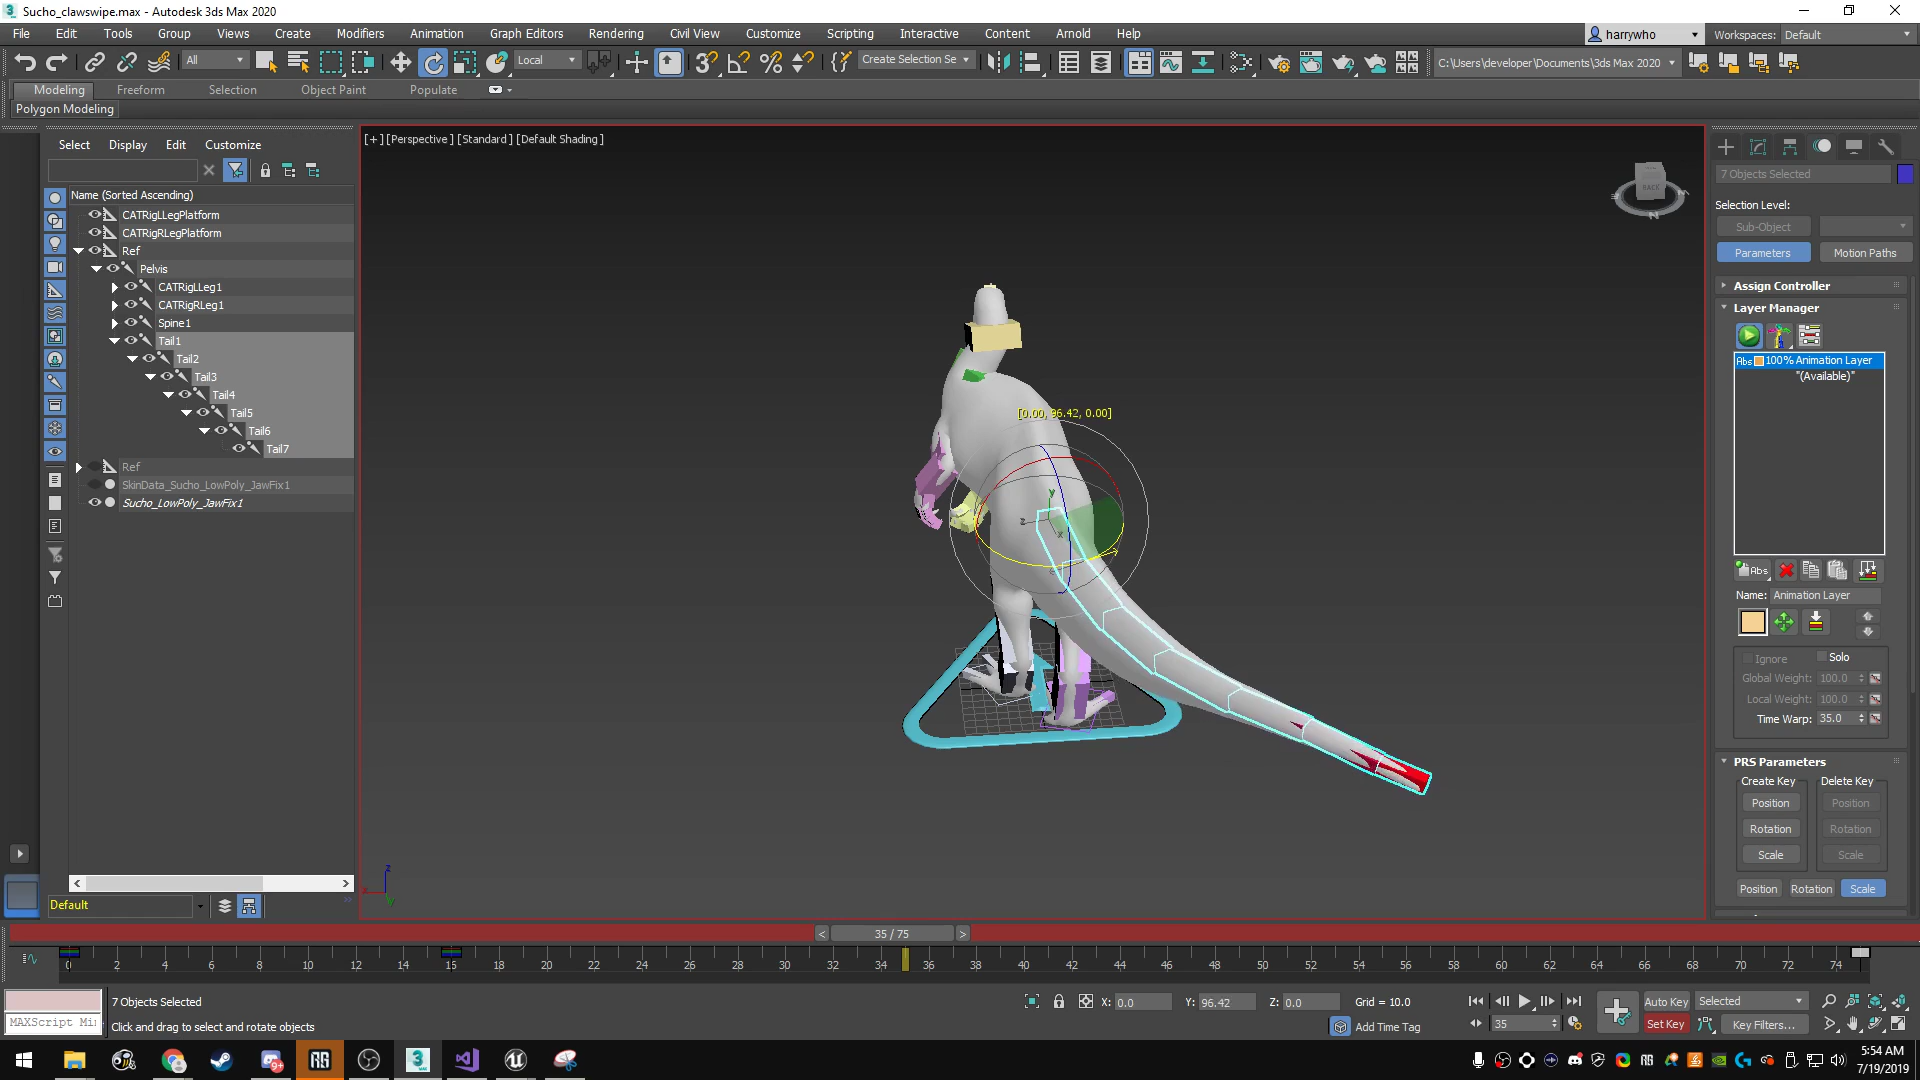 Sucho_clawswipe.max - Autodesk 3ds Max 2020
File Edit Tools Group Views Create Modifiers Animation Graph Editors Rendering Civil View Customize Scripting Interactive Content Arnold Help
harrywho Workspaces: Default
All Local Create Selection Se C:\Users\developer\Documents\3ds Max 2020
Modeling Freeform Selection Object Paint Populate
Polygon Modeling
Select Display Edit Customize
[+] [Perspective] [Standard] [Default Shading]
Name (Sorted Ascending)
CATRigLLegPlatform
CATRigRLegPlatform
Ref
Pelvis
CATRigLLeg1
CATRigRLeg1
Spine1
Tail1
Tail2
Tail3
Tail4
Tail5
Tail6
Tail7
Ref
SkinData_Sucho_LowPoly_JawFix1
Sucho_LowPoly_JawFix1
Default
BACK
[0.00, 96.42, 0.00]
7 Objects Selected
Selection Level:
Sub-Object
Parameters Motion Paths
Assign Controller
Layer Manager
Abs 100% Animation Layer
"(Available)"
Abs
Name: Animation Layer
Ignore Solo
Global Weight: 100.0
Local Weight: 100.0
Time Warp: 35.0
PRS Parameters
Create Key Delete Key
Position Position
Rotation Rotation
Scale Scale
Position Rotation Scale
35 / 75
0 2 4 6 8 10 12 14 16 18 20 22 24 26 28 30 32 34 36 38 40 42 44 46 48 50 52 54 56 58 60 62 64 66 68 70 72 74
7 Objects Selected X: 0.0 Y: 96.42 Z: 0.0 Grid = 10.0 Auto Key Selected
MAXScript Mi Click and drag to select and rotate objects Add Time Tag 35 Set Key Key Filters...
5:54 AM
7/19/2019